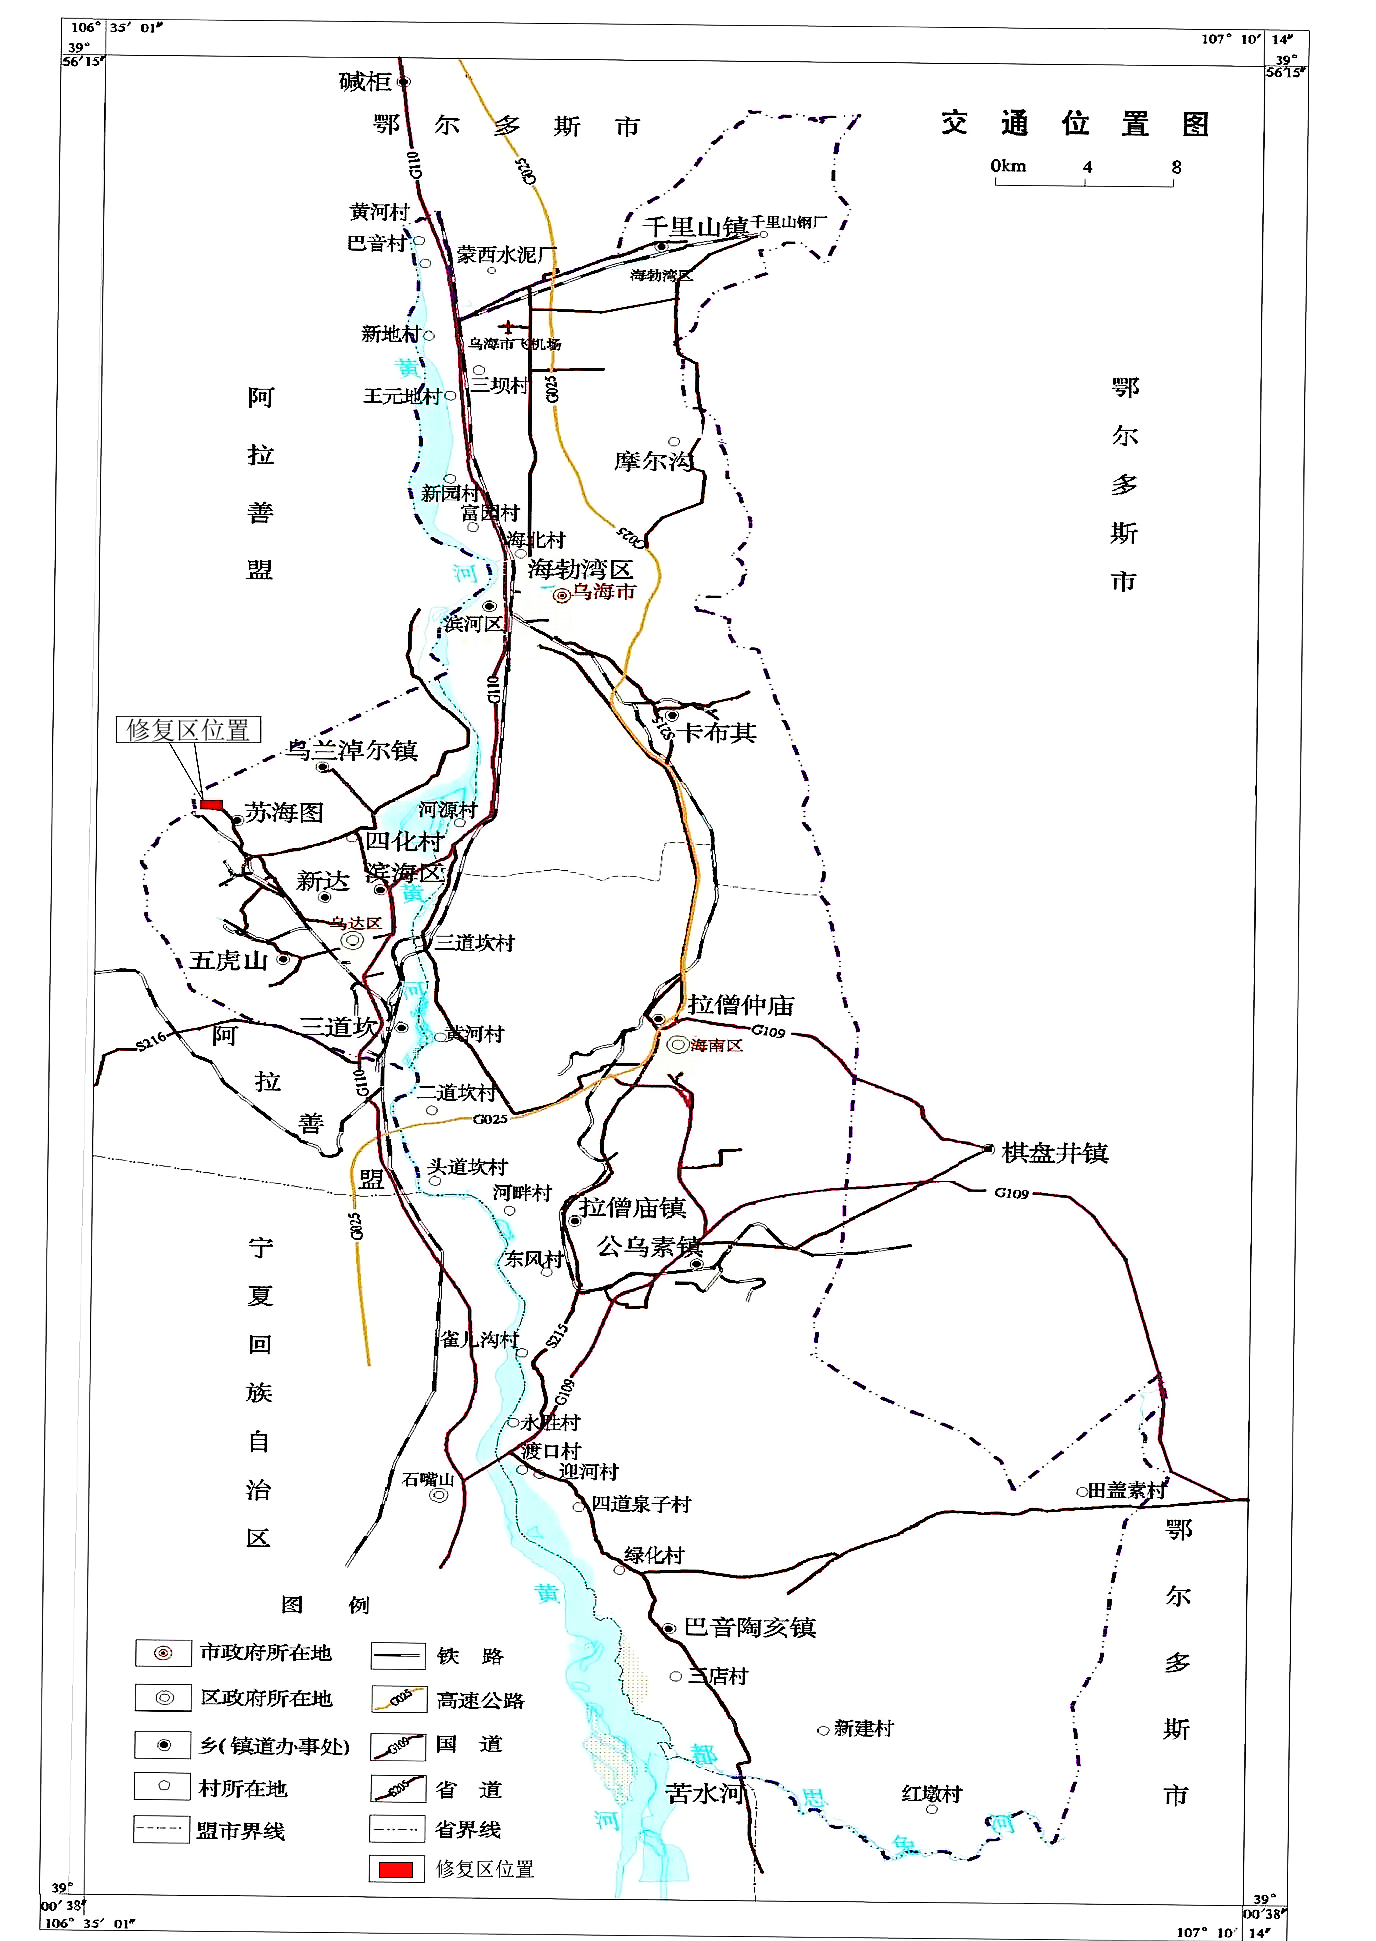 106° 35′ 01″
39°
56′15″
107° 10′ 14″
39°
56′15″
交通位置图
0km 4 8
碱柜
鄂尔多斯市
G110
G025
黄河村
巴音村
蒙西水泥厂
千里山镇
千里山钢厂
海勃湾区
新地村
乌海市飞机场
黄
三坝村
王元地村
G025
阿拉善盟
鄂尔多斯市
摩尔沟
新园村
富园村
海北村
G025
河
海勃湾区
乌海市
滨河区
G110
S215
卡布其
修复区位置
乌兰淖尔镇
苏海图
河源村
四化村
滨海区
新达
黄
乌达区
三道坎村
五虎山
河
拉僧仲庙
三道坎
黄河村
海南区
G109
S216
阿拉善盟
G110
二道坎村
G025
棋盘井镇
头道坎村
河畔村
拉僧庙镇
G109
G025
公乌素镇
东风村
宁夏回族自治区
雀儿沟村
S215
G109
永胜村
渡口村
迎河村
石嘴山
四道泉子村
田盖素村
绿化村
鄂尔多斯市
黄
巴音陶亥镇
三店村
新建村
都思兔河
苦水河
红墩村
河
图例
市政府所在地
铁路
区政府所在地
G025
高速公路
乡(镇道办事处)
G109
国道
村所在地
G215
省道
盟市界线
省界线
修复区位置
39°
00′38″
106° 35′ 01″
39°
00′38″
107° 10′ 14″